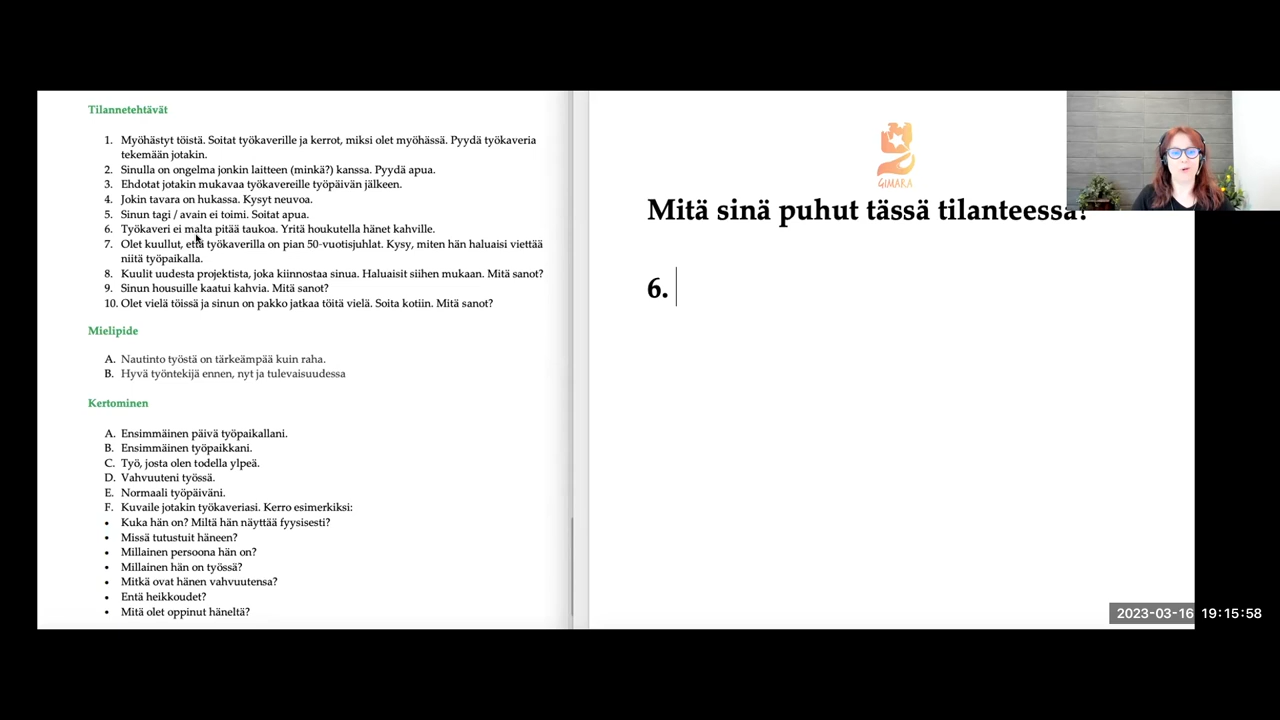 Tilannetehtävät
1. Myöhästyt töistä. Soitat työkaverille ja kerrot, miksi olet myöhässä. Pyydä työkaveria
tekemään jotakin.
2. Sinulla on ongelma jonkin laitteen (minkä?) kanssa. Pyydä apua.
3. Ehdotat jotakin mukavaa työkavereille työpäivän jälkeen.
4. Jokin tavara on hukassa. Kysyt neuvoa.
5. Sinun tagi / avain ei toimi. Soitat apua.
6. Työkaveri ei malta pitää taukoa. Yritä houkutella hänet kahville.
7. Olet kuullut, että työkaverilla on pian 50-vuotisjuhlat. Kysy, miten hän haluaisi viettää
niitä työpaikalla.
8. Kuulit uudesta projektista, joka kiinnostaa sinua. Haluaisit siihen mukaan. Mitä sanot?
9. Sinun housuille kaatui kahvia. Mitä sanot?
10. Olet vielä töissä ja sinun on pakko jatkaa töitä vielä. Soita kotiin. Mitä sanot?
Mielipide
A. Nautinto työstä on tärkeämpää kuin raha.
B. Hyvä työntekijä ennen, nyt ja tulevaisuudessa
Kertominen
A. Ensimmäinen päivä työpaikallani.
B. Ensimmäinen työpaikkani.
C. Työ, josta olen todella ylpeä.
D. Vahvuuteni työssä.
E. Normaali työpäiväni.
F. Kuvaile jotakin työkaveriasi. Kerro esimerkiksi:
• Kuka hän on? Miltä hän näyttää fyysisesti?
• Missä tutustuit häneen?
• Millainen persoona hän on?
• Millainen hän on työssä?
• Mitkä ovat hänen vahvuutensa?
• Entä heikkoudet?
• Mitä olet oppinut häneltä?
GIMARA
Mitä sinä puhut tässä tilanteessa?
6.
2023-03-16 19:15:58